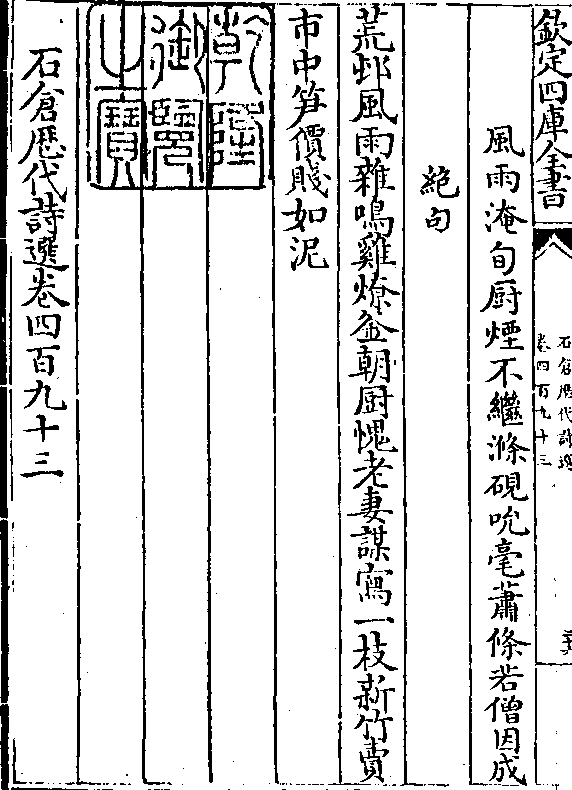 欽定四庫全書
石倉歷代詩選
卷四百九十三
風雨淹旬厨煙不繼滌硯吮毫蕭條若僧因成
絶句
荒邨風雨雜鳴雞燎釡朝厨愧老妻謀寫一枝新竹賣
市中笋價賤如泥
乾隆
御覽
之寶
石倉歷代詩選卷四百九十三